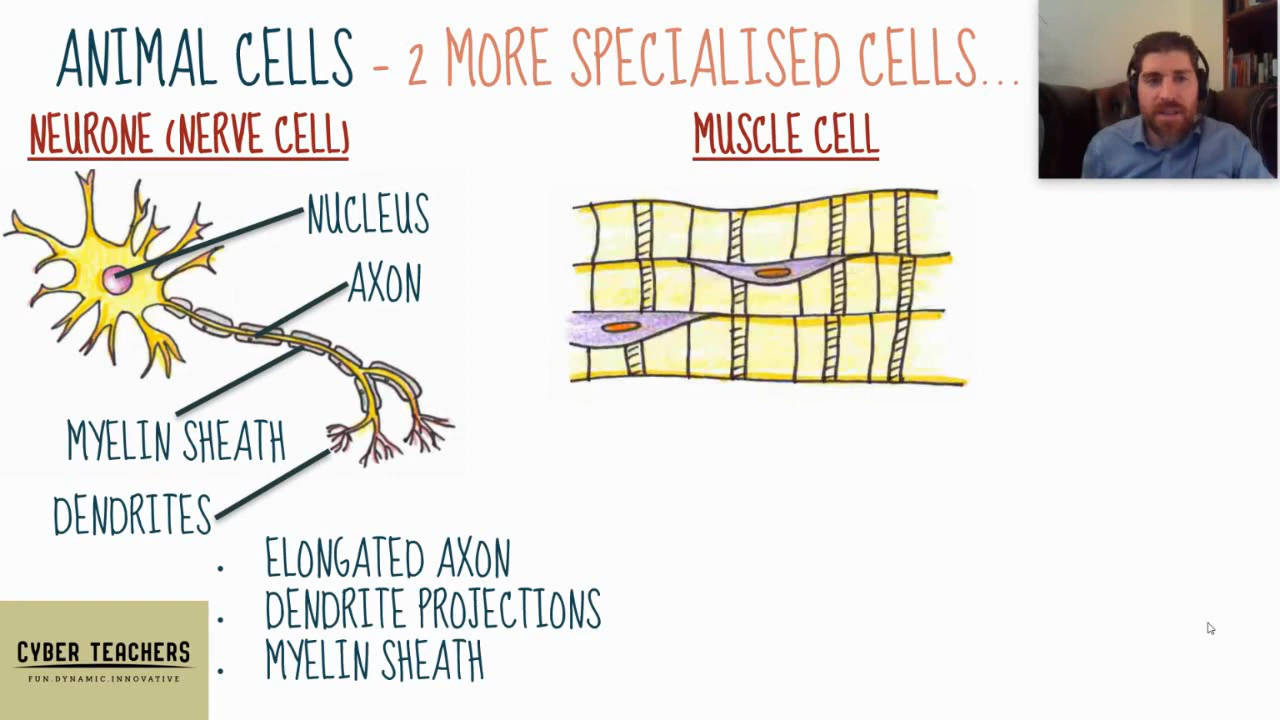 ANIMAL CELLS - 2 MORE SPECIALISED CELLS...
NEURONE (NERVE CELL)
MUSCLE CELL
NUCLEUS
AXON
MYELIN SHEATH
DENDRITES
• ELONGATED AXON
• DENDRITE PROJECTIONS
• MYELIN SHEATH
CYBER TEACHERS
FUN.DYNAMIC.INNOVATIVE